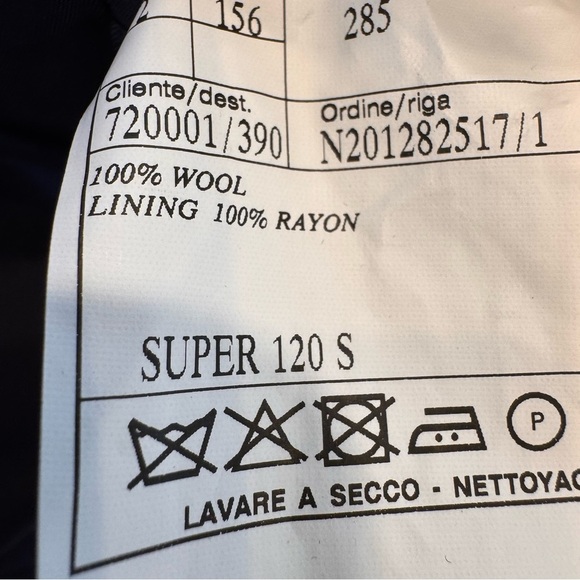 2 156 285
Cliente/dest. Ordine/riga
720001/390 N201282517/1
100% WOOL
LINING 100% RAYON
SUPER 120 S
P
LAVARE A SECCO - NETTOYAG